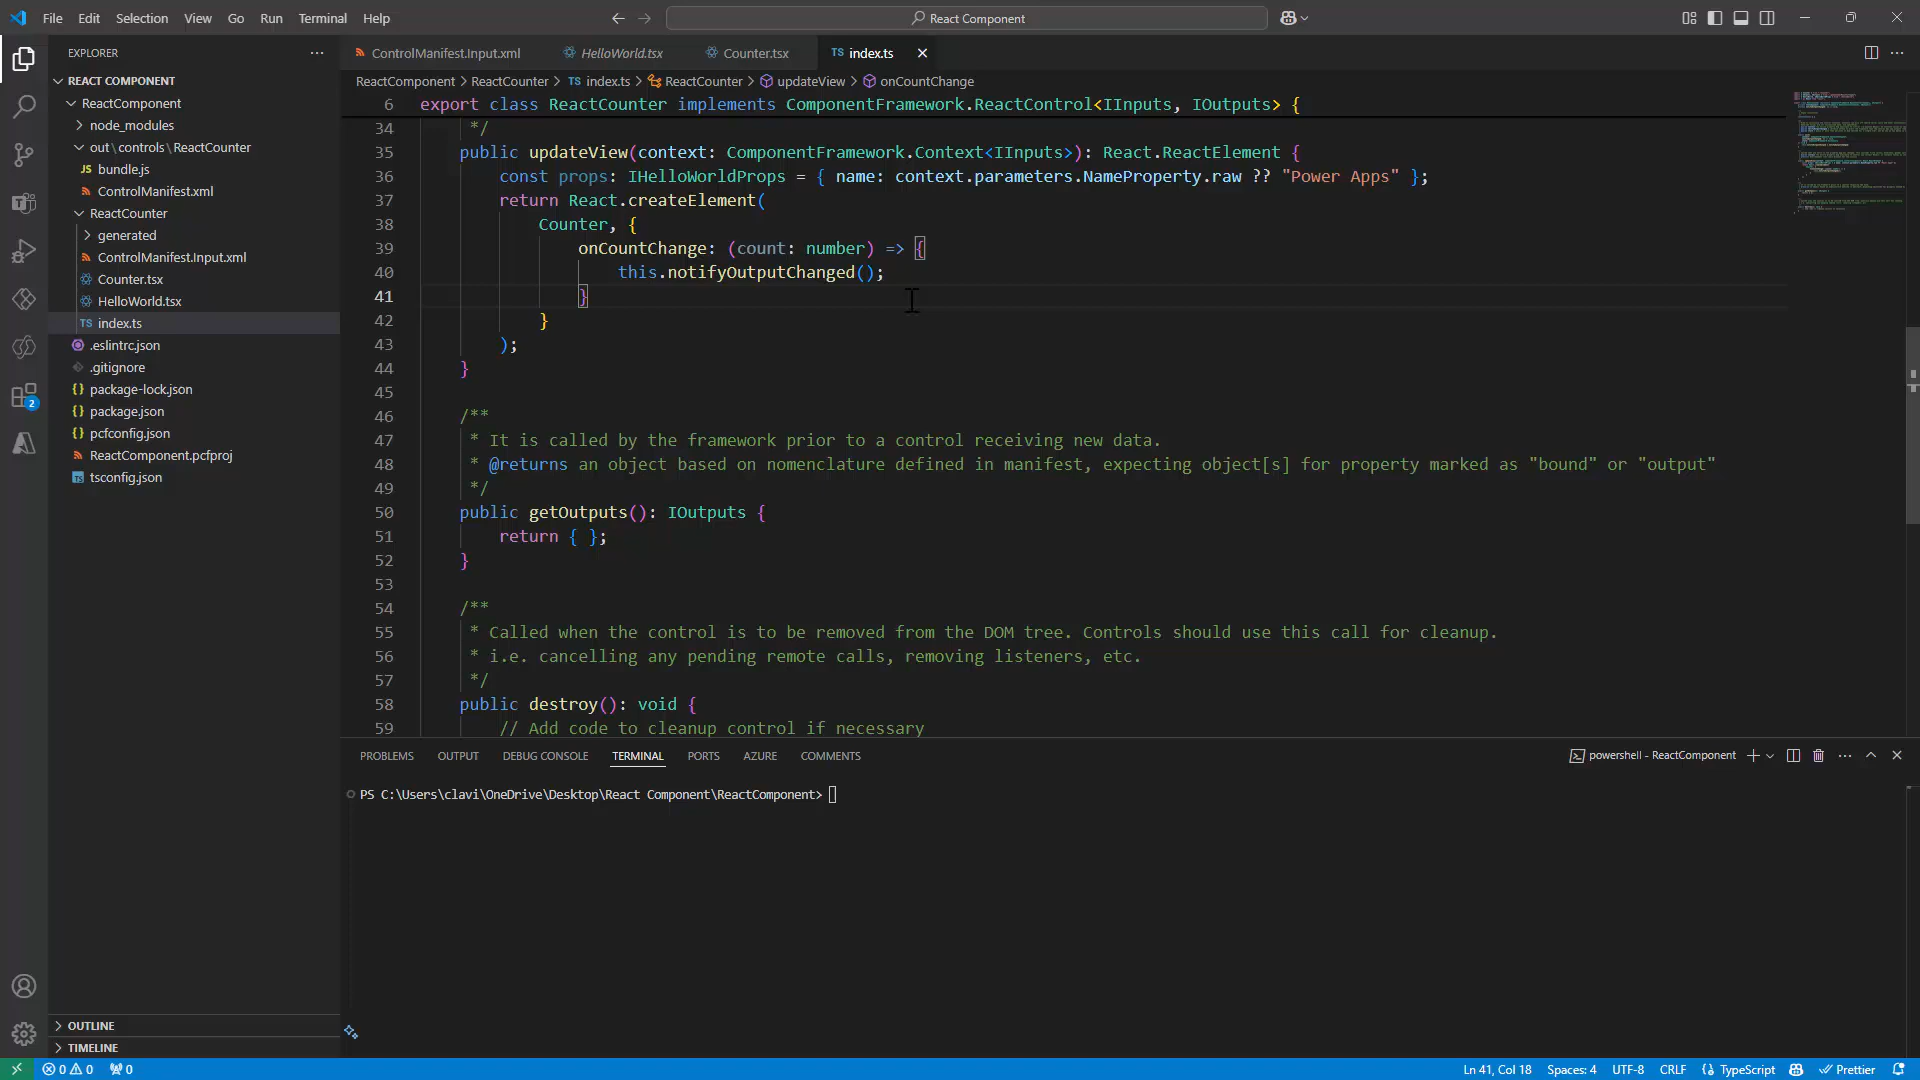 File Edit Selection View Go Run Terminal Help
React Component
EXPLORER
REACT COMPONENT
ReactComponent
node_modules
out \ controls \ ReactCounter
JS bundle.js
ControlManifest.xml
ReactCounter
generated
ControlManifest.Input.xml
Counter.tsx
HelloWorld.tsx
TS index.ts
.eslintrc.json
.gitignore
{} package-lock.json
{} package.json
{} pcfconfig.json
ReactComponent.pcfproj
tsconfig.json
2
OUTLINE
TIMELINE
ControlManifest.Input.xml HelloWorld.tsx Counter.tsx TS index.ts
ReactComponent > ReactCounter > TS index.ts > ReactCounter > updateView > onCountChange
6 export class ReactCounter implements ComponentFramework.ReactControl<IInputs, IOutputs> {
34 */
35 public updateView(context: ComponentFramework.Context<IInputs>): React.ReactElement {
36 const props: IHelloWorldProps = { name: context.parameters.NameProperty.raw ?? "Power Apps" };
37 return React.createElement(
38 Counter, {
39 onCountChange: (count: number) => {
40 this.notifyOutputChanged();
41 }
42 }
43 );
44 }
45
46 /**
47 * It is called by the framework prior to a control receiving new data.
48 * @returns an object based on nomenclature defined in manifest, expecting object[s] for property marked as "bound" or "output"
49 */
50 public getOutputs(): IOutputs {
51 return { };
52 }
53
54 /**
55 * Called when the control is to be removed from the DOM tree. Controls should use this call for cleanup.
56 * i.e. cancelling any pending remote calls, removing listeners, etc.
57 */
58 public destroy(): void {
59 // Add code to cleanup control if necessary
PROBLEMS OUTPUT DEBUG CONSOLE TERMINAL PORTS AZURE COMMENTS
powershell - ReactComponent
PS C:\Users\clavi\OneDrive\Desktop\React Component\ReactComponent>
0 0 0
Ln 41, Col 18 Spaces: 4 UTF-8 CRLF {} TypeScript Prettier